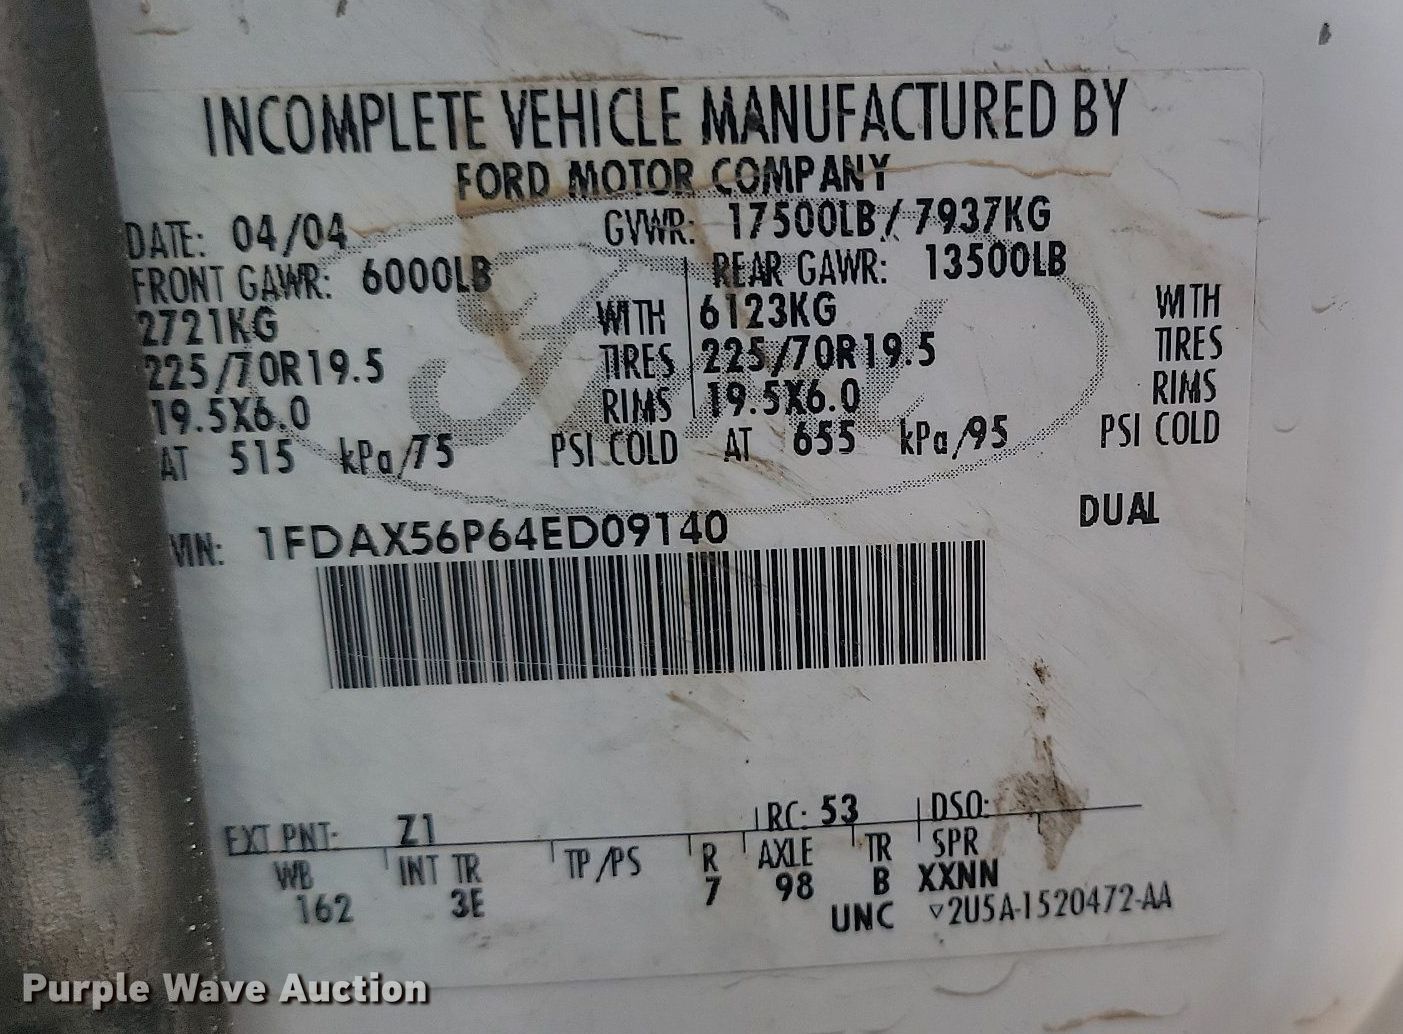 INCOMPLETE VEHICLE MANUFACTURED BY
FORD MOTOR COMPANY
DATE: 04/04 GVWR: 17500LB / 7937KG
FRONT GAWR: 6000LB REAR GAWR: 13500LB
2721KG WITH 6123KG WITH
225/70R19.5 TIRES 225/70R19.5 TIRES
19.5X6.0 RIMS 19.5X6.0 RIMS
AT 515 kPa/75 PSI COLD AT 655 kPa/95 PSI COLD
DUAL
VIN: 1FDAX56P64ED09140
EXT PNT: Z1 RC: 53 DSO:
WB INT TR TP/PS R AXLE TR SPR
162 3E 7 98 B XXNN
UNC ▽2U5A-1520472-AA
Purple Wave Auction